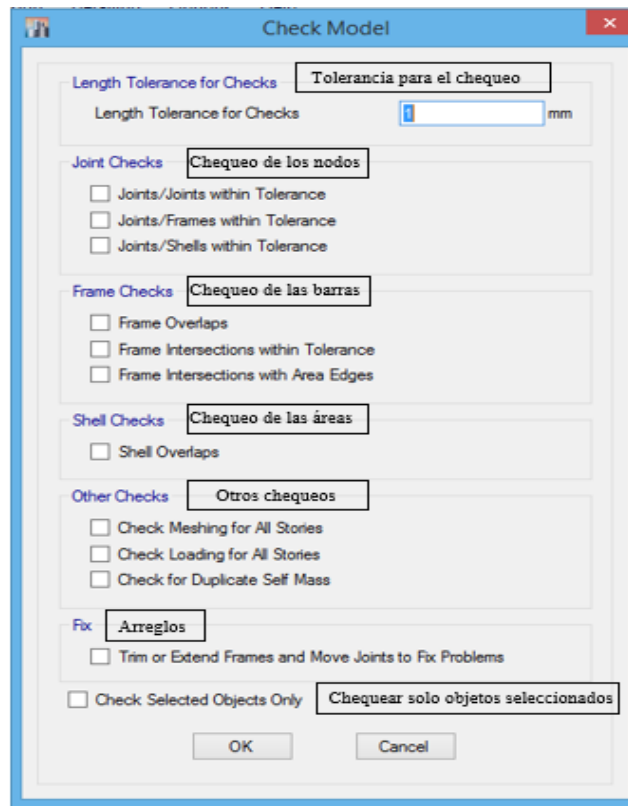 Check Model
Length Tolerance for Checks Tolerancia para el chequeo
Length Tolerance for Checks 1 mm
Joint Checks Chequeo de los nodos
Joints/Joints within Tolerance
Joints/Frames within Tolerance
Joints/Shells within Tolerance
Frame Checks Chequeo de las barras
Frame Overlaps
Frame Intersections within Tolerance
Frame Intersections with Area Edges
Shell Checks Chequeo de las áreas
Shell Overlaps
Other Checks Otros chequeos
Check Meshing for All Stories
Check Loading for All Stories
Check for Duplicate Self Mass
Fix Arreglos
Trim or Extend Frames and Move Joints to Fix Problems
Check Selected Objects Only Chequear solo objetos seleccionados
OK Cancel